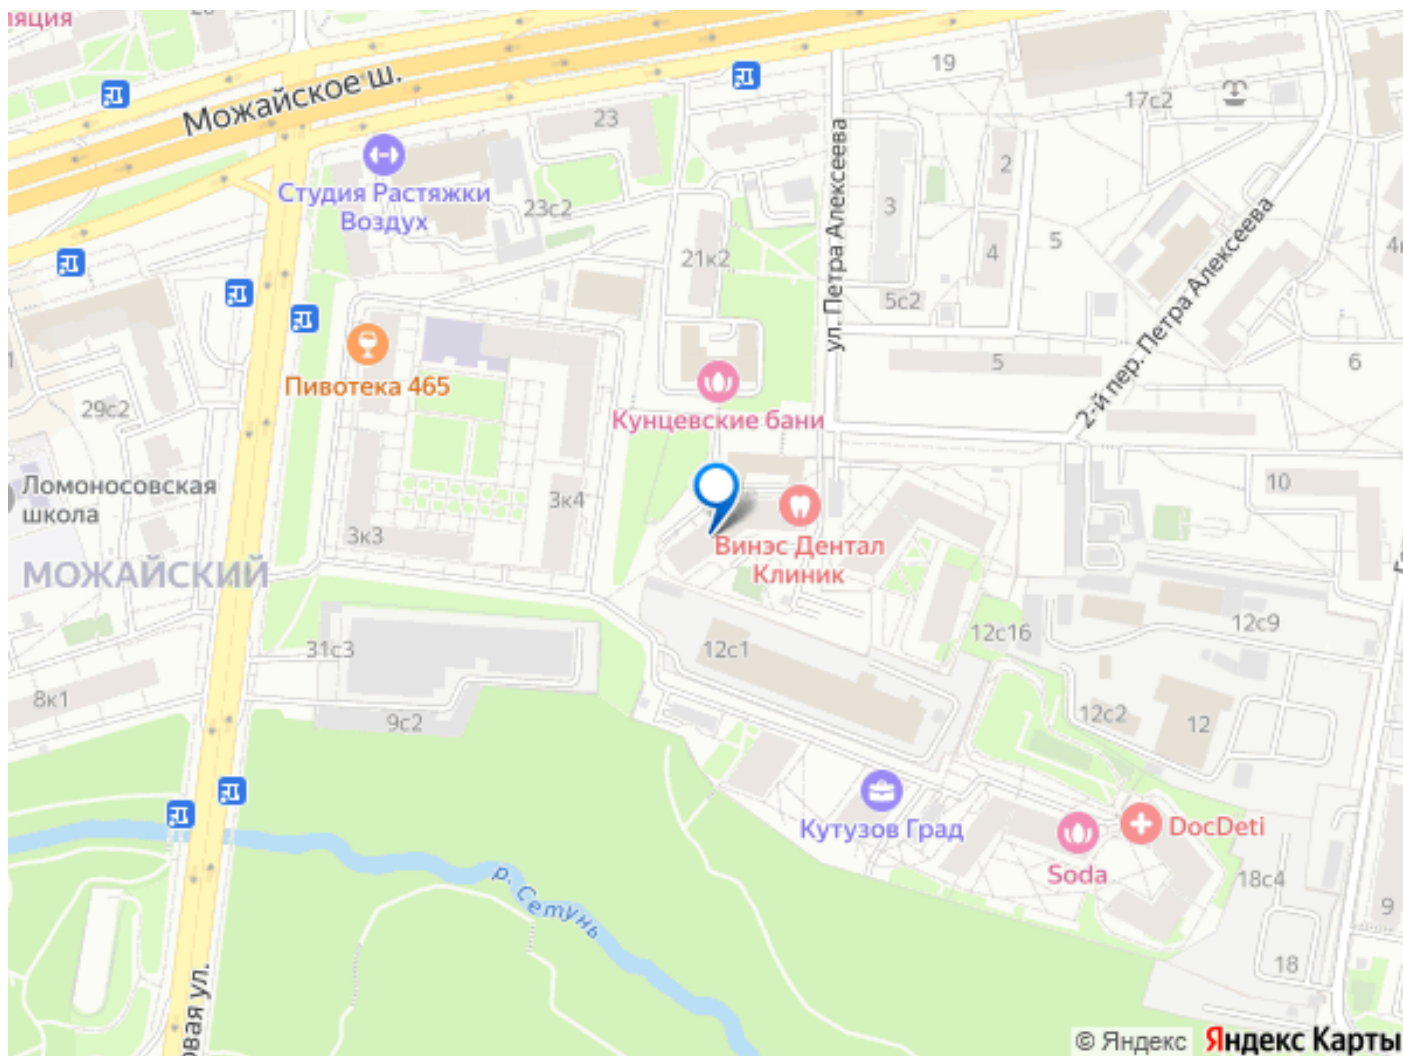 яция
Можайское ш.
19
17с2
23
2
Студия Растяжки
Воздух
23с2
3
ул. Петра Алексеева
5
4
21к2
5с2
2-й пер. Петра Алексеева
Пивотека 465
5
6
29с2
Кунцевские бани
Ломоносовская
школа
3к4
10
3к3
Винэс Дентал
Клиник
МОЖАЙСКИЙ
12с16
12с9
31с3
12с1
8к1
9с2
12с2
12
Кутузов Град
DocDeti
Soda
18с4
р. Сетунь
9
18
овая ул.
© Яндекс Яндекс Карты